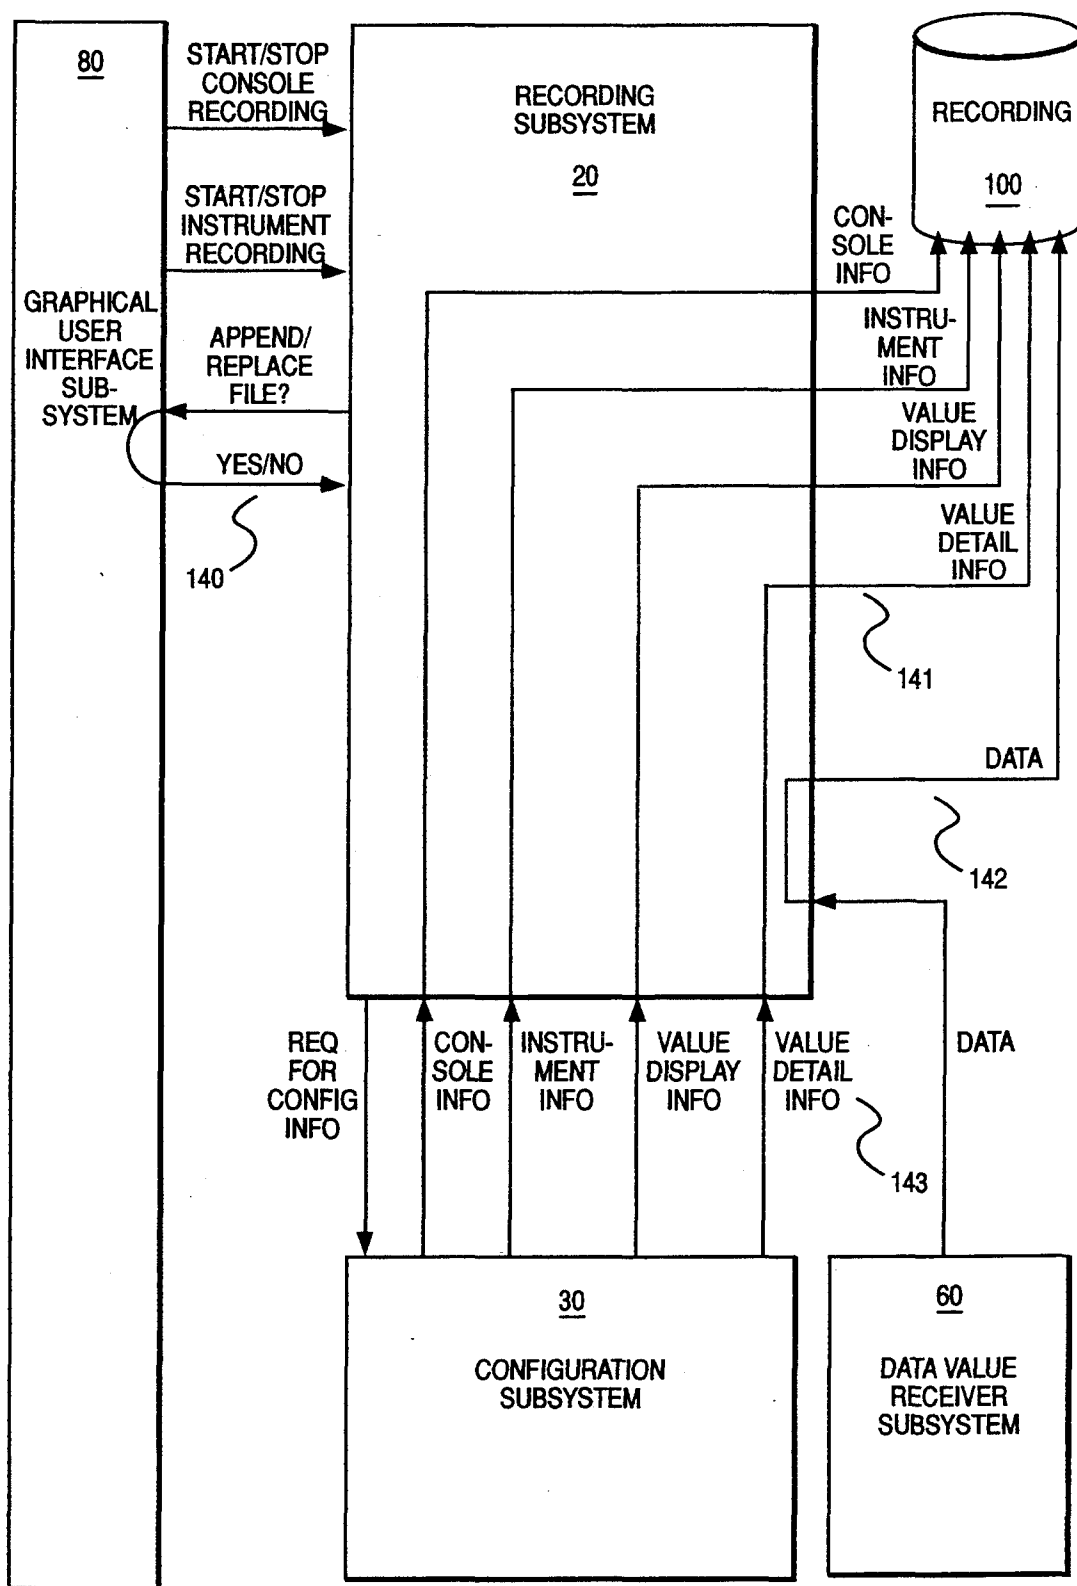 80
START/STOP
CONSOLE
RECORDING
START/STOP
INSTRUMENT
RECORDING
GRAPHICAL
USER
INTERFACE
SUB-
SYSTEM
APPEND/
REPLACE
FILE?
YES/NO
140
RECORDING
SUBSYSTEM
20
RECORDING
100
CON-
SOLE
INFO
INSTRU-
MENT
INFO
VALUE
DISPLAY
INFO
VALUE
DETAIL
INFO
141
DATA
142
REQ
FOR
CONFIG
INFO
CON-
SOLE
INFO
INSTRU-
MENT
INFO
VALUE
DISPLAY
INFO
VALUE
DETAIL
INFO
143
DATA
30
CONFIGURATION
SUBSYSTEM
60
DATA VALUE
RECEIVER
SUBSYSTEM